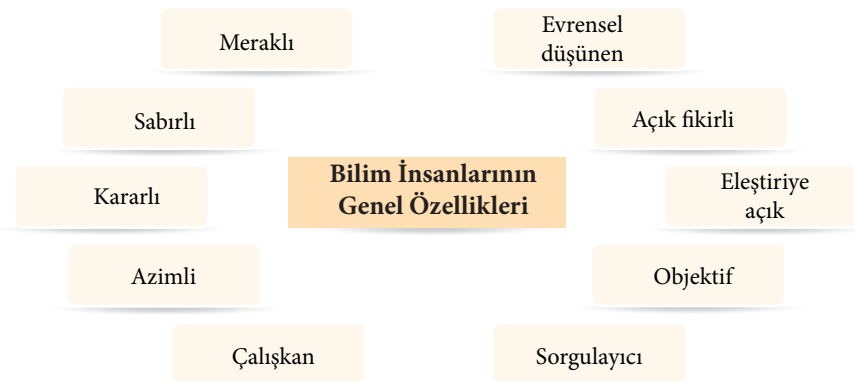 Meraklı
Evrensel
düşünen
Sabırlı
Açık fikirli
Bilim İnsanlarının
Genel Özellikleri
Kararlı
Eleştiriye
açık
Azimli
Objektif
Çalışkan
Sorgulayıcı